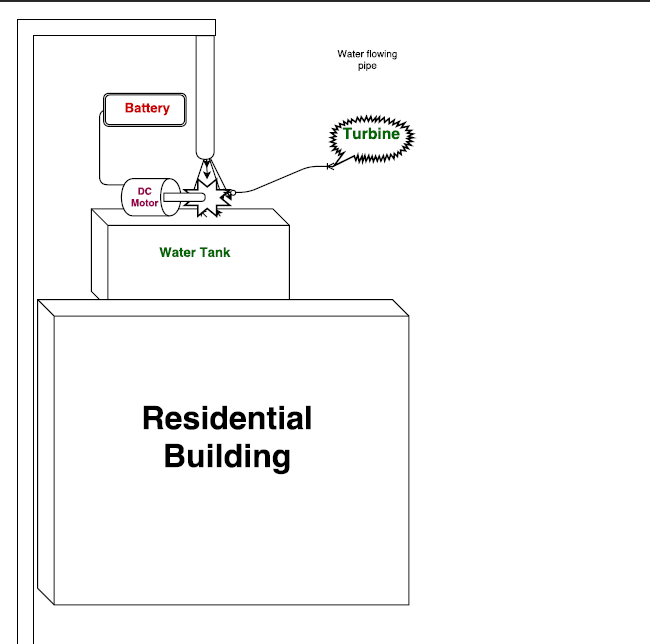 Water flowing
pipe
Battery
Turbine
DC
Motor
Water Tank
Residential
Building